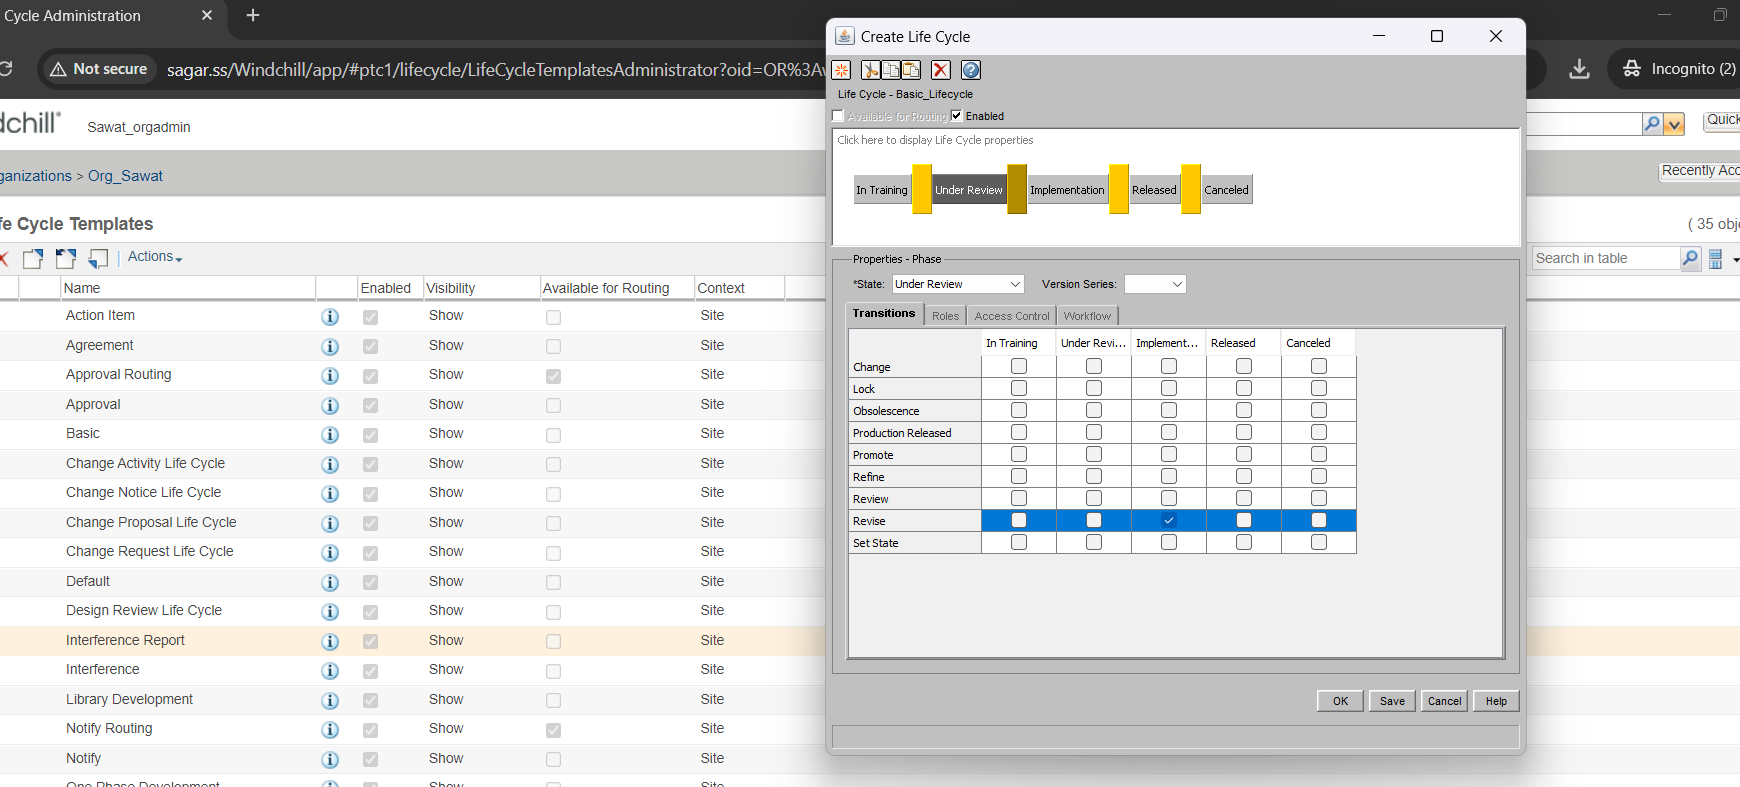 Cycle Administration
Not secure
sagar.ss/Windchill/app/#ptc1/lifecycle/LifeCycleTemplatesAdministrator?oid=OR%3A
Incognito (2)
dchill
Sawat_orgadmin
Quick
ganizations > Org_Sawat
Recently Acc
fe Cycle Templates
( 35 obje
Actions
Search in table
Name Enabled Visibility Available for Routing Context
Action Item Show Site
Agreement Show Site
Approval Routing Show Site
Approval Show Site
Basic Show Site
Change Activity Life Cycle Show Site
Change Notice Life Cycle Show Site
Change Proposal Life Cycle Show Site
Change Request Life Cycle Show Site
Default Show Site
Design Review Life Cycle Show Site
Interference Report Show Site
Interference Show Site
Library Development Show Site
Notify Routing Show Site
Notify Show Site
One Phase Development Show Site
Create Life Cycle
Life Cycle - Basic_Lifecycle
Available for Routing Enabled
Click here to display Life Cycle properties
In Training Under Review Implementation Released Canceled
Properties - Phase
*State: Under Review Version Series:
Transitions Roles Access Control Workflow
In Training Under Revi... Implement... Released Canceled
Change
Lock
Obsolescence
Production Released
Promote
Refine
Review
Revise
Set State
OK Save Cancel Help